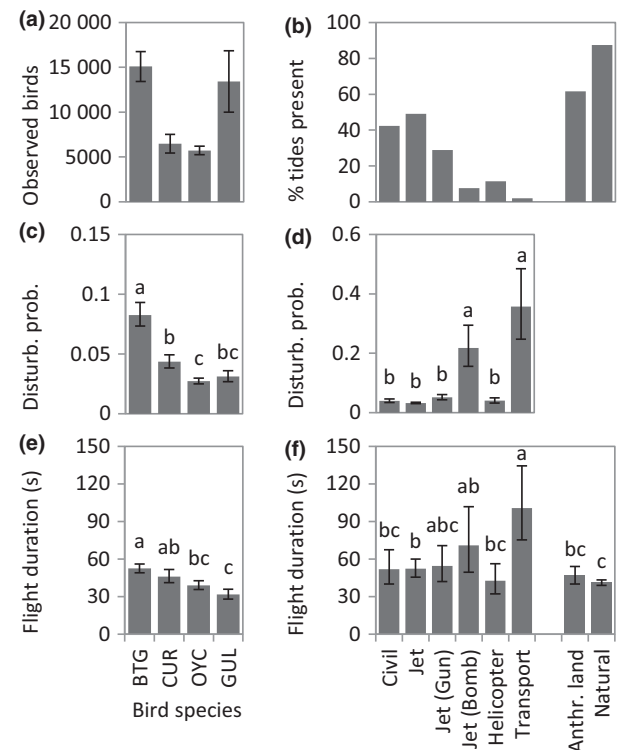 (a)
Observed birds
20 000
15 000
10 000
5000
0
(b)
% tides present
100
80
60
40
20
0
(c)
Disturb. prob.
0.15
0.1
0.05
0
a
b
c
bc
(d)
Disturb. prob.
0.6
0.4
0.2
0
b
b
b
a
b
a
(e)
Flight duration (s)
150
120
90
60
30
0
a
ab
bc
c
BTG
CUR
OYC
GUL
Bird species
(f)
Flight duration (s)
150
120
90
60
30
0
bc
b
abc
ab
bc
a
bc
c
Civil
Jet
Jet (Gun)
Jet (Bomb)
Helicopter
Transport
Anthr. land
Natural